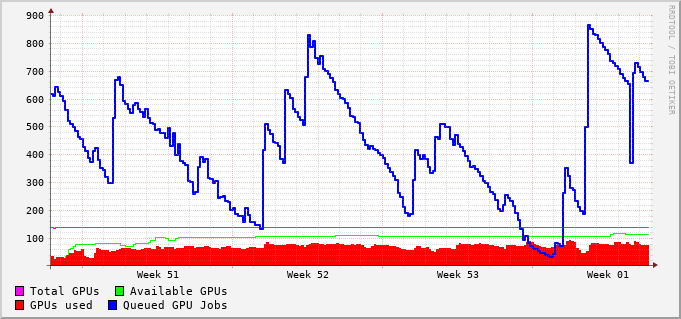 900
800
700
600
500
400
300
200
100
Week 51 Week 52 Week 53 Week 01
Total GPUs Available GPUs
GPUs used Queued GPU Jobs
RRDTOOL / TOBI OETIKER